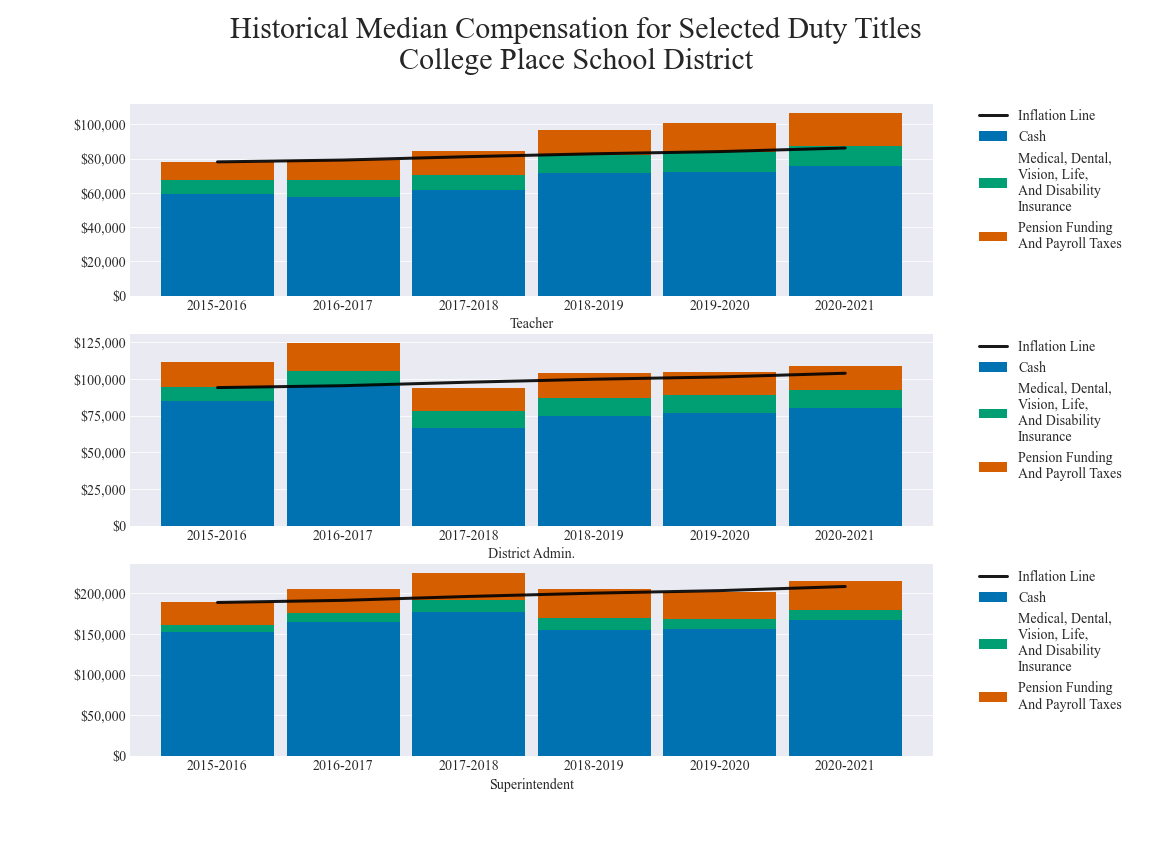 Historical Median Compensation for Selected Duty Titles
College Place School District
$100,000
$80,000
$60,000
$40,000
$20,000
$0
2015-2016 2016-2017 2017-2018 2018-2019 2019-2020 2020-2021
Teacher
Inflation Line
Cash
Medical, Dental,
Vision, Life,
And Disability
Insurance
Pension Funding
And Payroll Taxes
$125,000
$100,000
$75,000
$50,000
$25,000
$0
2015-2016 2016-2017 2017-2018 2018-2019 2019-2020 2020-2021
District Admin.
Inflation Line
Cash
Medical, Dental,
Vision, Life,
And Disability
Insurance
Pension Funding
And Payroll Taxes
$200,000
$150,000
$100,000
$50,000
$0
2015-2016 2016-2017 2017-2018 2018-2019 2019-2020 2020-2021
Superintendent
Inflation Line
Cash
Medical, Dental,
Vision, Life,
And Disability
Insurance
Pension Funding
And Payroll Taxes